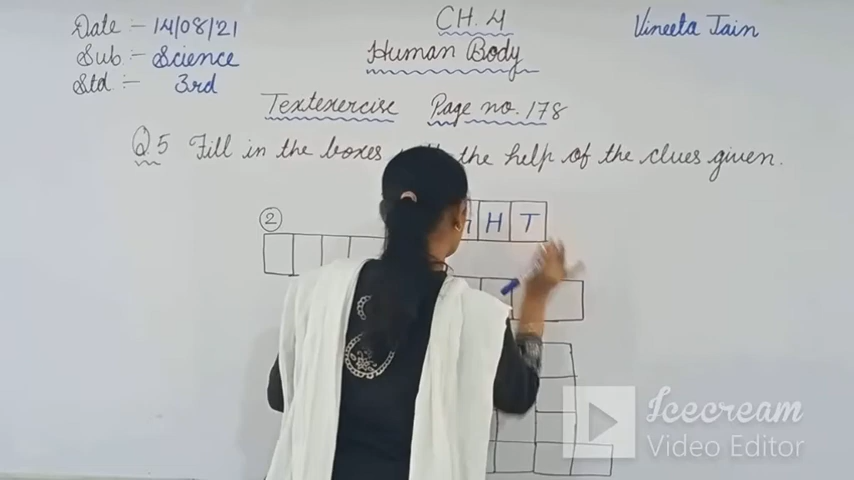 Date :- 14/08/21
Sub :- Science
Std :- 3rd
CH. 4
Human Body
Vineeta Jain
Textexercise Page no. 178
Q.5 Fill in the boxes the help of the clues given.
2
H T
Icecream
Video Editor